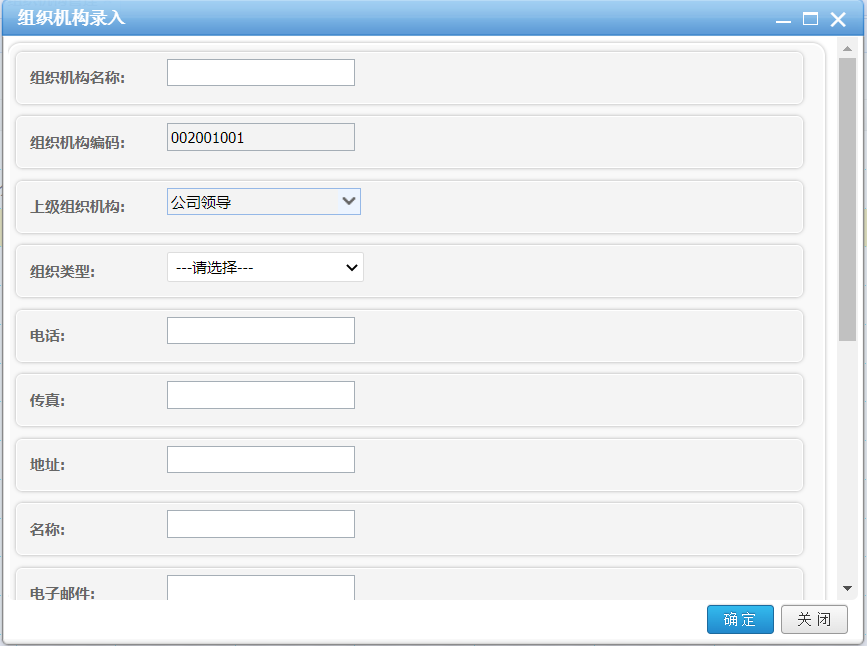 组织机构录入
组织机构名称:
组织机构编码: 002001001
上级组织机构: 公司领导
组织类型: ---请选择---
电话:
传真:
地址:
名称:
电子邮件:
确定 关闭